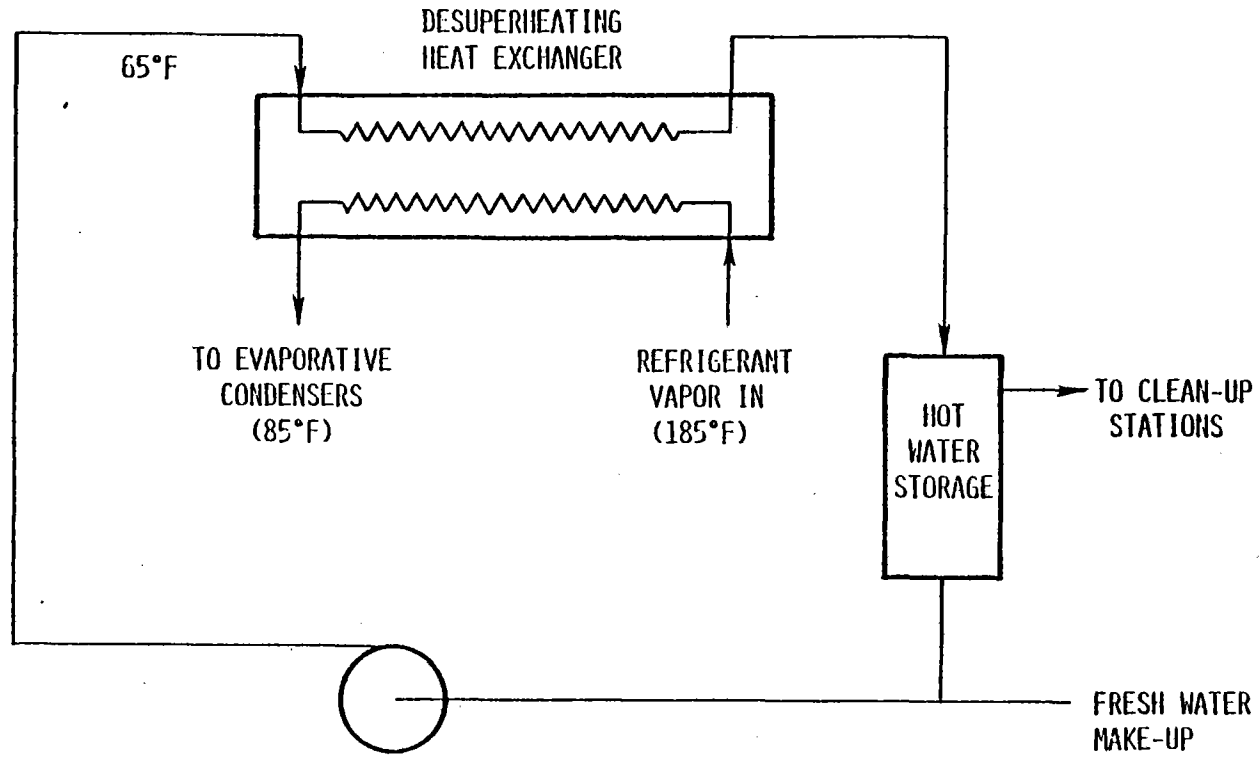 DESUPERHEATING
HEAT EXCHANGER
65°F
TO EVAPORATIVE
CONDENSERS
(85°F)
REFRIGERANT
VAPOR IN
(185°F)
HOT
WATER
STORAGE
TO CLEAN-UP
STATIONS
FRESH WATER
MAKE-UP